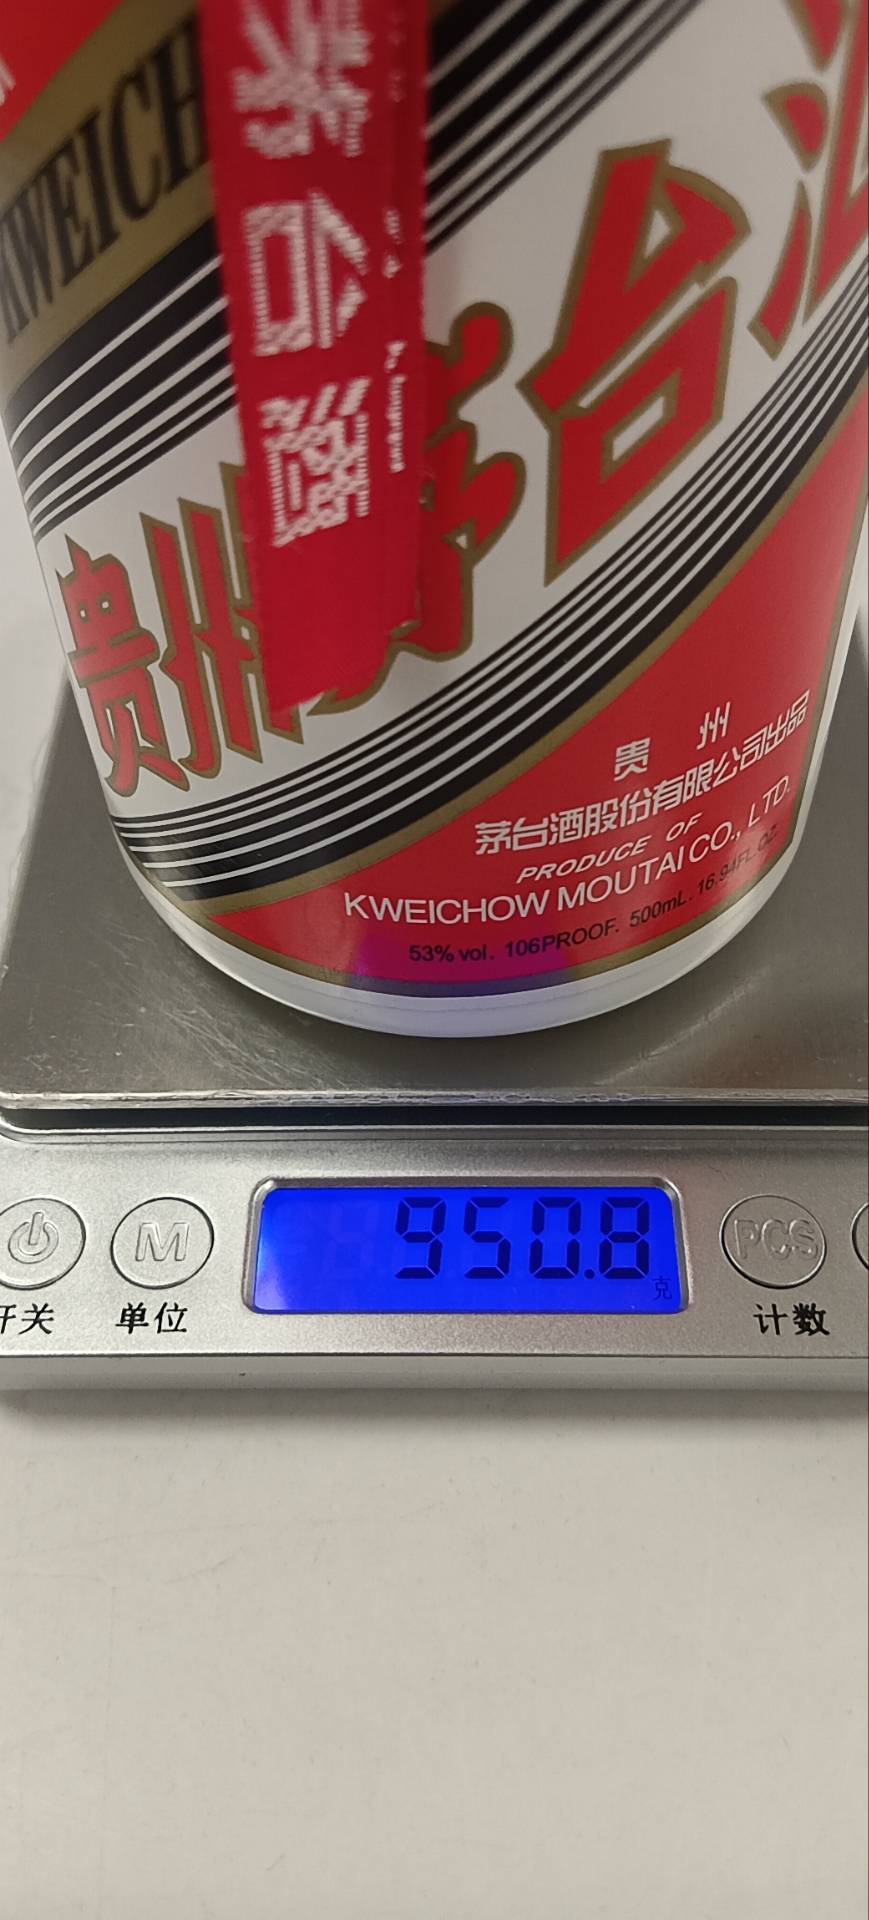 KWEICH
茅台酒
贵州茅台酒
贵州
茅台酒股份有限公司出品
PRODUCE OF
KWEICHOW MOUTAI CO., LTD.
53% vol. 106PROOF. 500mL. 16.94FL.OZ.
950.8
克
M
PCS
开关
单位
计数